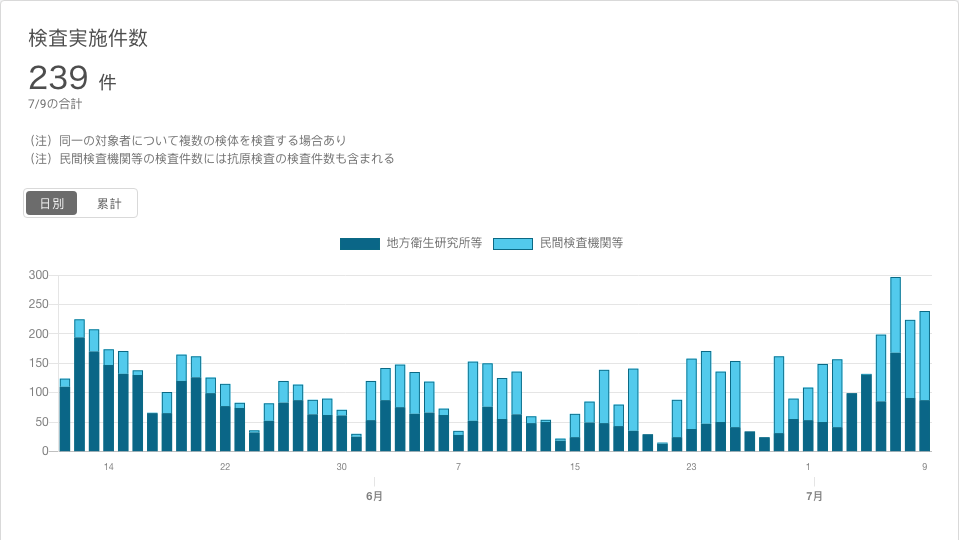 検査実施件数
239 件
7/9の合計
（注）同一の対象者について複数の検体を検査する場合あり
（注）民間検査機関等の検査件数には抗原検査の検査件数も含まれる
日別 累計
地方衛生研究所等 民間検査機関等
300
250
200
150
100
50
0
14 22 30 7 15 23 1 9
6月 7月